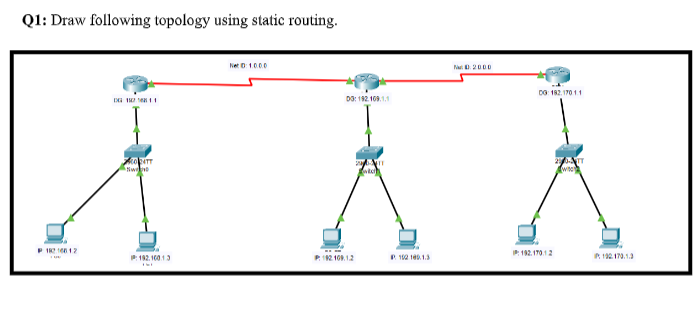 Q1: Draw following topology using static routing.
Net ID: 1.0.0.0
Net ID: 2.0.0.0
DG: 192.168.1.1
DG: 192.169.1.1
DG: 192.170.1.1
2960-24TT
Switch0
2960-24TT
Switch
2960-24TT
Switch
IP: 192.168.1.2
IP: 192.168.1.3
IP: 192.169.1.2
IP: 192.169.1.3
IP: 192.170.1.2
IP: 192.170.1.3